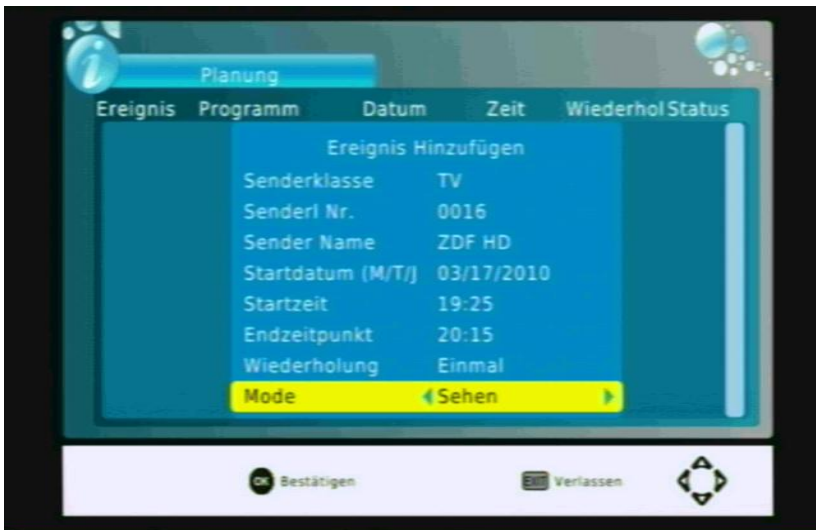 i
Planung
Ereignis Programm Datum Zeit Wiederhol Status
Ereignis Hinzufügen
Senderklasse TV
Senderl Nr. 0016
Sender Name ZDF HD
Startdatum (M/T/J 03/17/2010
Startzeit 19:25
Endzeitpunkt 20:15
Wiederholung Einmal
Mode Sehen
OK Bestätigen EXIT Verlassen